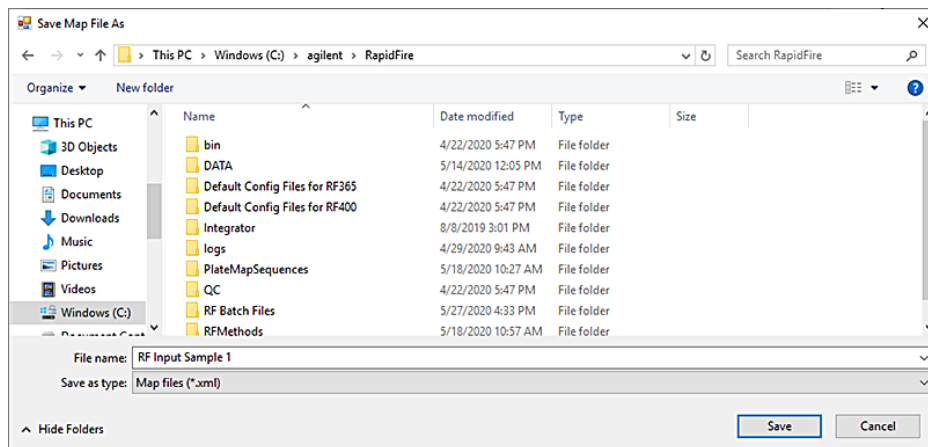 Save Map File As
This PC > Windows (C:) > agilent > RapidFire
Search RapidFire
Organize
New folder
Name Date modified Type Size
This PC
3D Objects
Desktop
Documents
Downloads
Music
Pictures
Videos
Windows (C:)
bin 4/22/2020 5:47 PM File folder
DATA 5/14/2020 12:05 PM File folder
Default Config Files for RF365 4/22/2020 5:47 PM File folder
Default Config Files for RF400 4/22/2020 5:47 PM File folder
Integrator 8/8/2019 3:01 PM File folder
logs 4/29/2020 9:43 AM File folder
PlateMapSequences 5/18/2020 10:27 AM File folder
QC 4/22/2020 5:47 PM File folder
RF Batch Files 5/27/2020 4:33 PM File folder
RFMethods 5/18/2020 10:57 AM File folder
File name: RF Input Sample 1
Save as type: Map files (*.xml)
Hide Folders
Save
Cancel